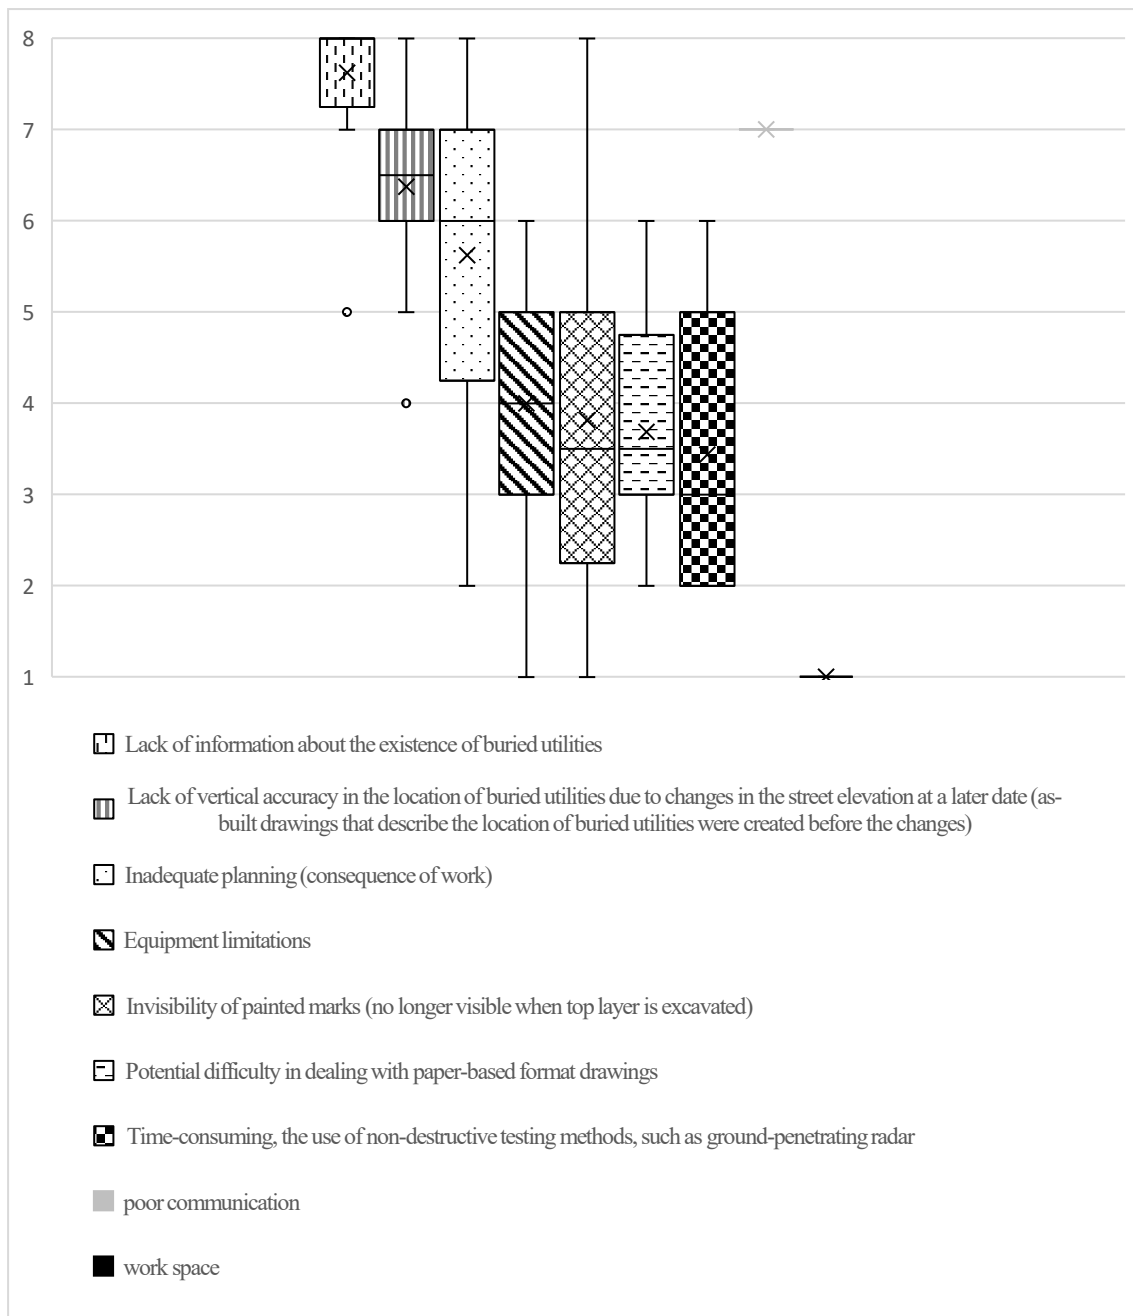 8
7
6
5
4
3
2
1
Lack of information about the existence of buried utilities
Lack of vertical accuracy in the location of buried utilities due to changes in the street elevation at a later date (as-
built drawings that describe the location of buried utilities were created before the changes)
Inadequate planning (consequence of work)
Equipment limitations
Invisibility of painted marks (no longer visible when top layer is excavated)
Potential difficulty in dealing with paper-based format drawings
Time-consuming, the use of non-destructive testing methods, such as ground-penetrating radar
poor communication
work space